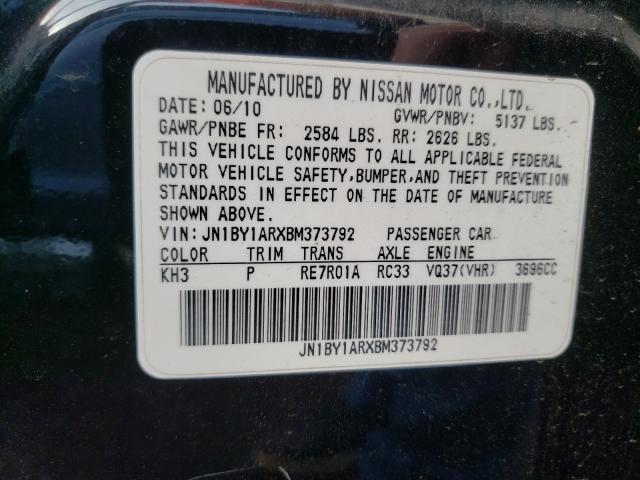 MANUFACTURED BY NISSAN MOTOR CO.,LTD.
DATE: 06/10 GVWR/PNBV: 5137 LBS.
GAWR/PNBE FR: 2584 LBS. RR: 2626 LBS.
THIS VEHICLE CONFORMS TO ALL APPLICABLE FEDERAL
MOTOR VEHICLE SAFETY,BUMPER,AND THEFT PREVENTION
STANDARDS IN EFFECT ON THE DATE OF MANUFACTURE
SHOWN ABOVE.
VIN: JN1BY1ARXBM373792 PASSENGER CAR
COLOR TRIM TRANS AXLE ENGINE
KH3 P RE7R01A RC33 VQ37(VHR) 3696CC
JN1BY1ARXBM373792